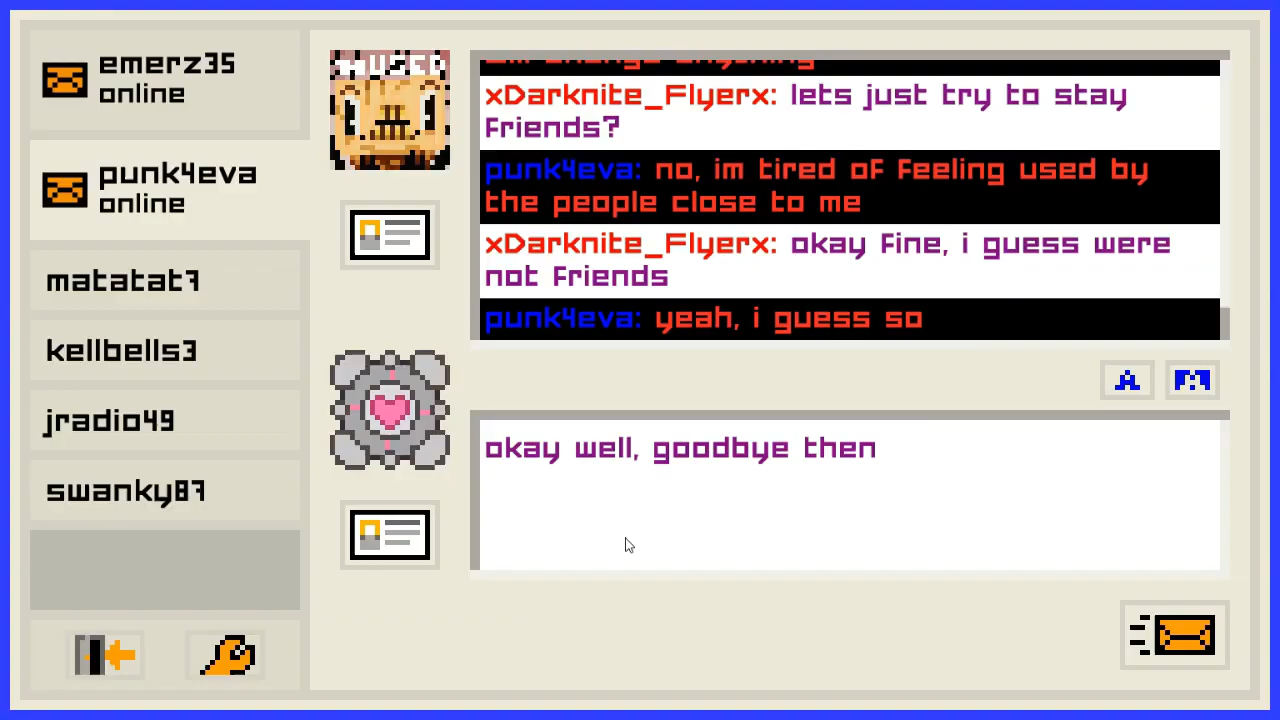 emerz35
online
punk4eva
online
matatat7
kellbells3
jradio49
swanky87
USER
xDarknite_Flyerx: lets just try to stay
friends?
punk4eva: no, im tired of feeling used by
the people close to me
xDarknite_Flyerx: okay fine, i guess were
not friends
punk4eva: yeah, i guess so
A
okay well, goodbye then